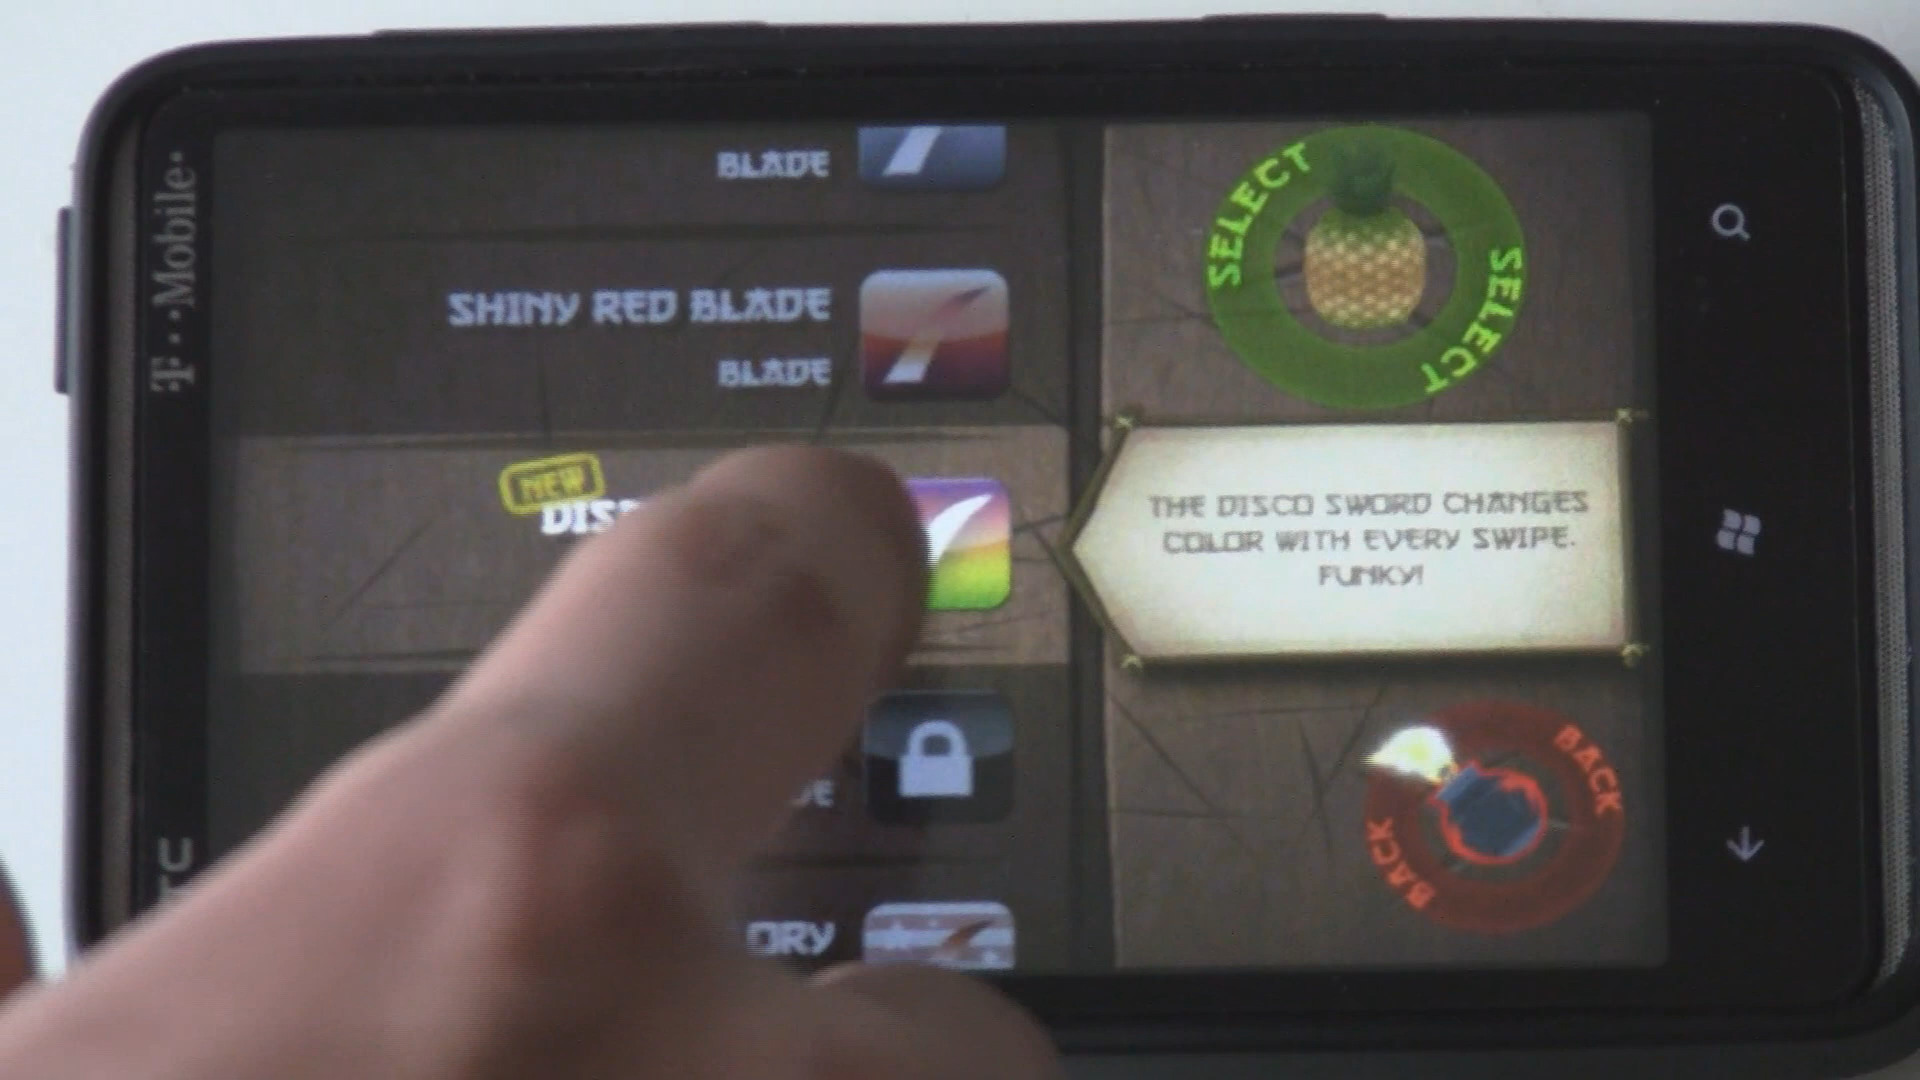 T··Mobile·
BLADE
SHINY RED BLADE
BLADE
NEW
SELECT
SELECT
THE DISCO SWORD CHANGES
COLOR WITH EVERY SWIPE.
FUNKY!
BACK
BACK